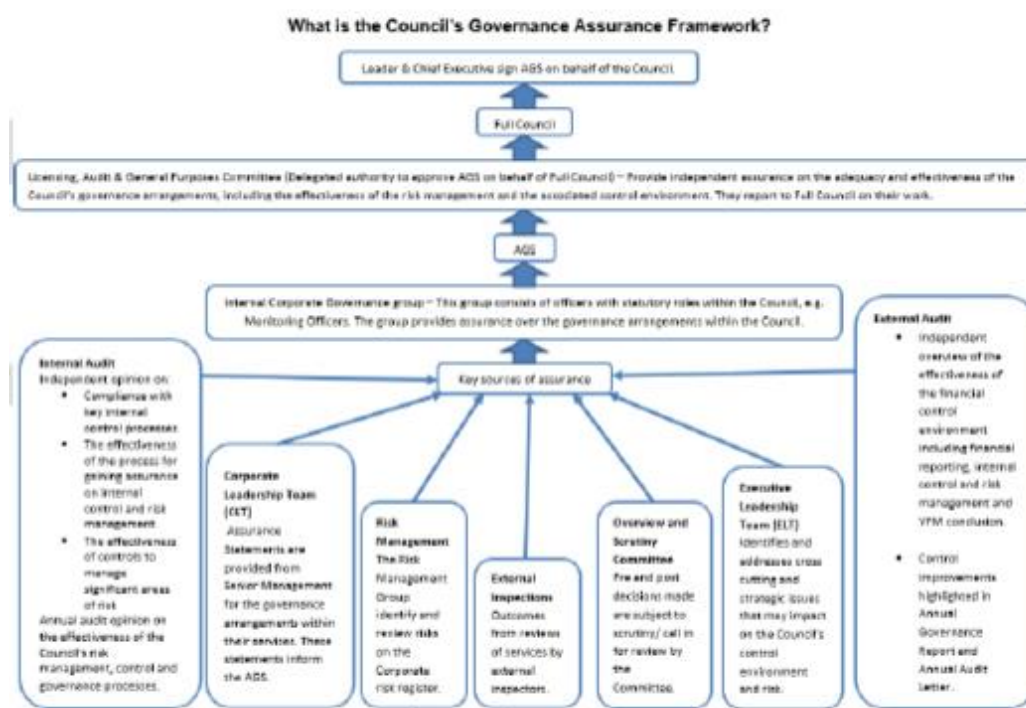 What is the Council's Governance Assurance Framework?
Leader & Chief Executive sign AGS on behalf of the Council.
Full Council
Licensing, Audit & General Purposes Committee (Delegated authority to approve AGS on behalf of Full Council) – Provide independent assurance on the adequacy and effectiveness of the
Council's governance arrangements, including the effectiveness of the risk management and the associated control environment. They report to Full Council on their work.
AGS
Internal Corporate Governance group – This group consists of officers with statutory roles within the Council, e.g.
Monitoring Officers. The group provides assurance over the governance arrangements within the Council.
Key sources of assurance
Internal Audit
Independent opinion on:
• Compliance with
key internal
control processes
• The effectiveness
of the process for
gaining assurance
on internal
control and risk
management
• The effectiveness
of controls to
manage
significant areas
of risk
Annual audit opinion on
the effectiveness of the
Council's risk
management, control and
governance processes.
Corporate
Leadership Team
(CLT)
Assurance
Statements are
provided from
Senior Management
for the governance
arrangements within
their services. These
statements inform
the AGS.
Risk
Management
The Risk
Management
Group
identify and
review risks
on the
Corporate
risk register.
External
Inspections
Outcomes
from reviews
of services by
external
inspectors.
Overview and
Scrutiny
Committee
Pre and post
decisions made
are subject to
scrutiny/ call in
for review by
the
Committee.
Executive
Leadership
Team (ELT)
Identifies and
addresses cross
cutting and
strategic issues
that may impact
on the Council's
control
environment
and risk.
External Audit
• Independent
overview of the
effectiveness of
the financial
control
environment
including financial
reporting, internal
control and risk
management and
VFM conclusion.
• Control
improvements
highlighted in
Annual
Governance
Report and
Annual Audit
Letter.